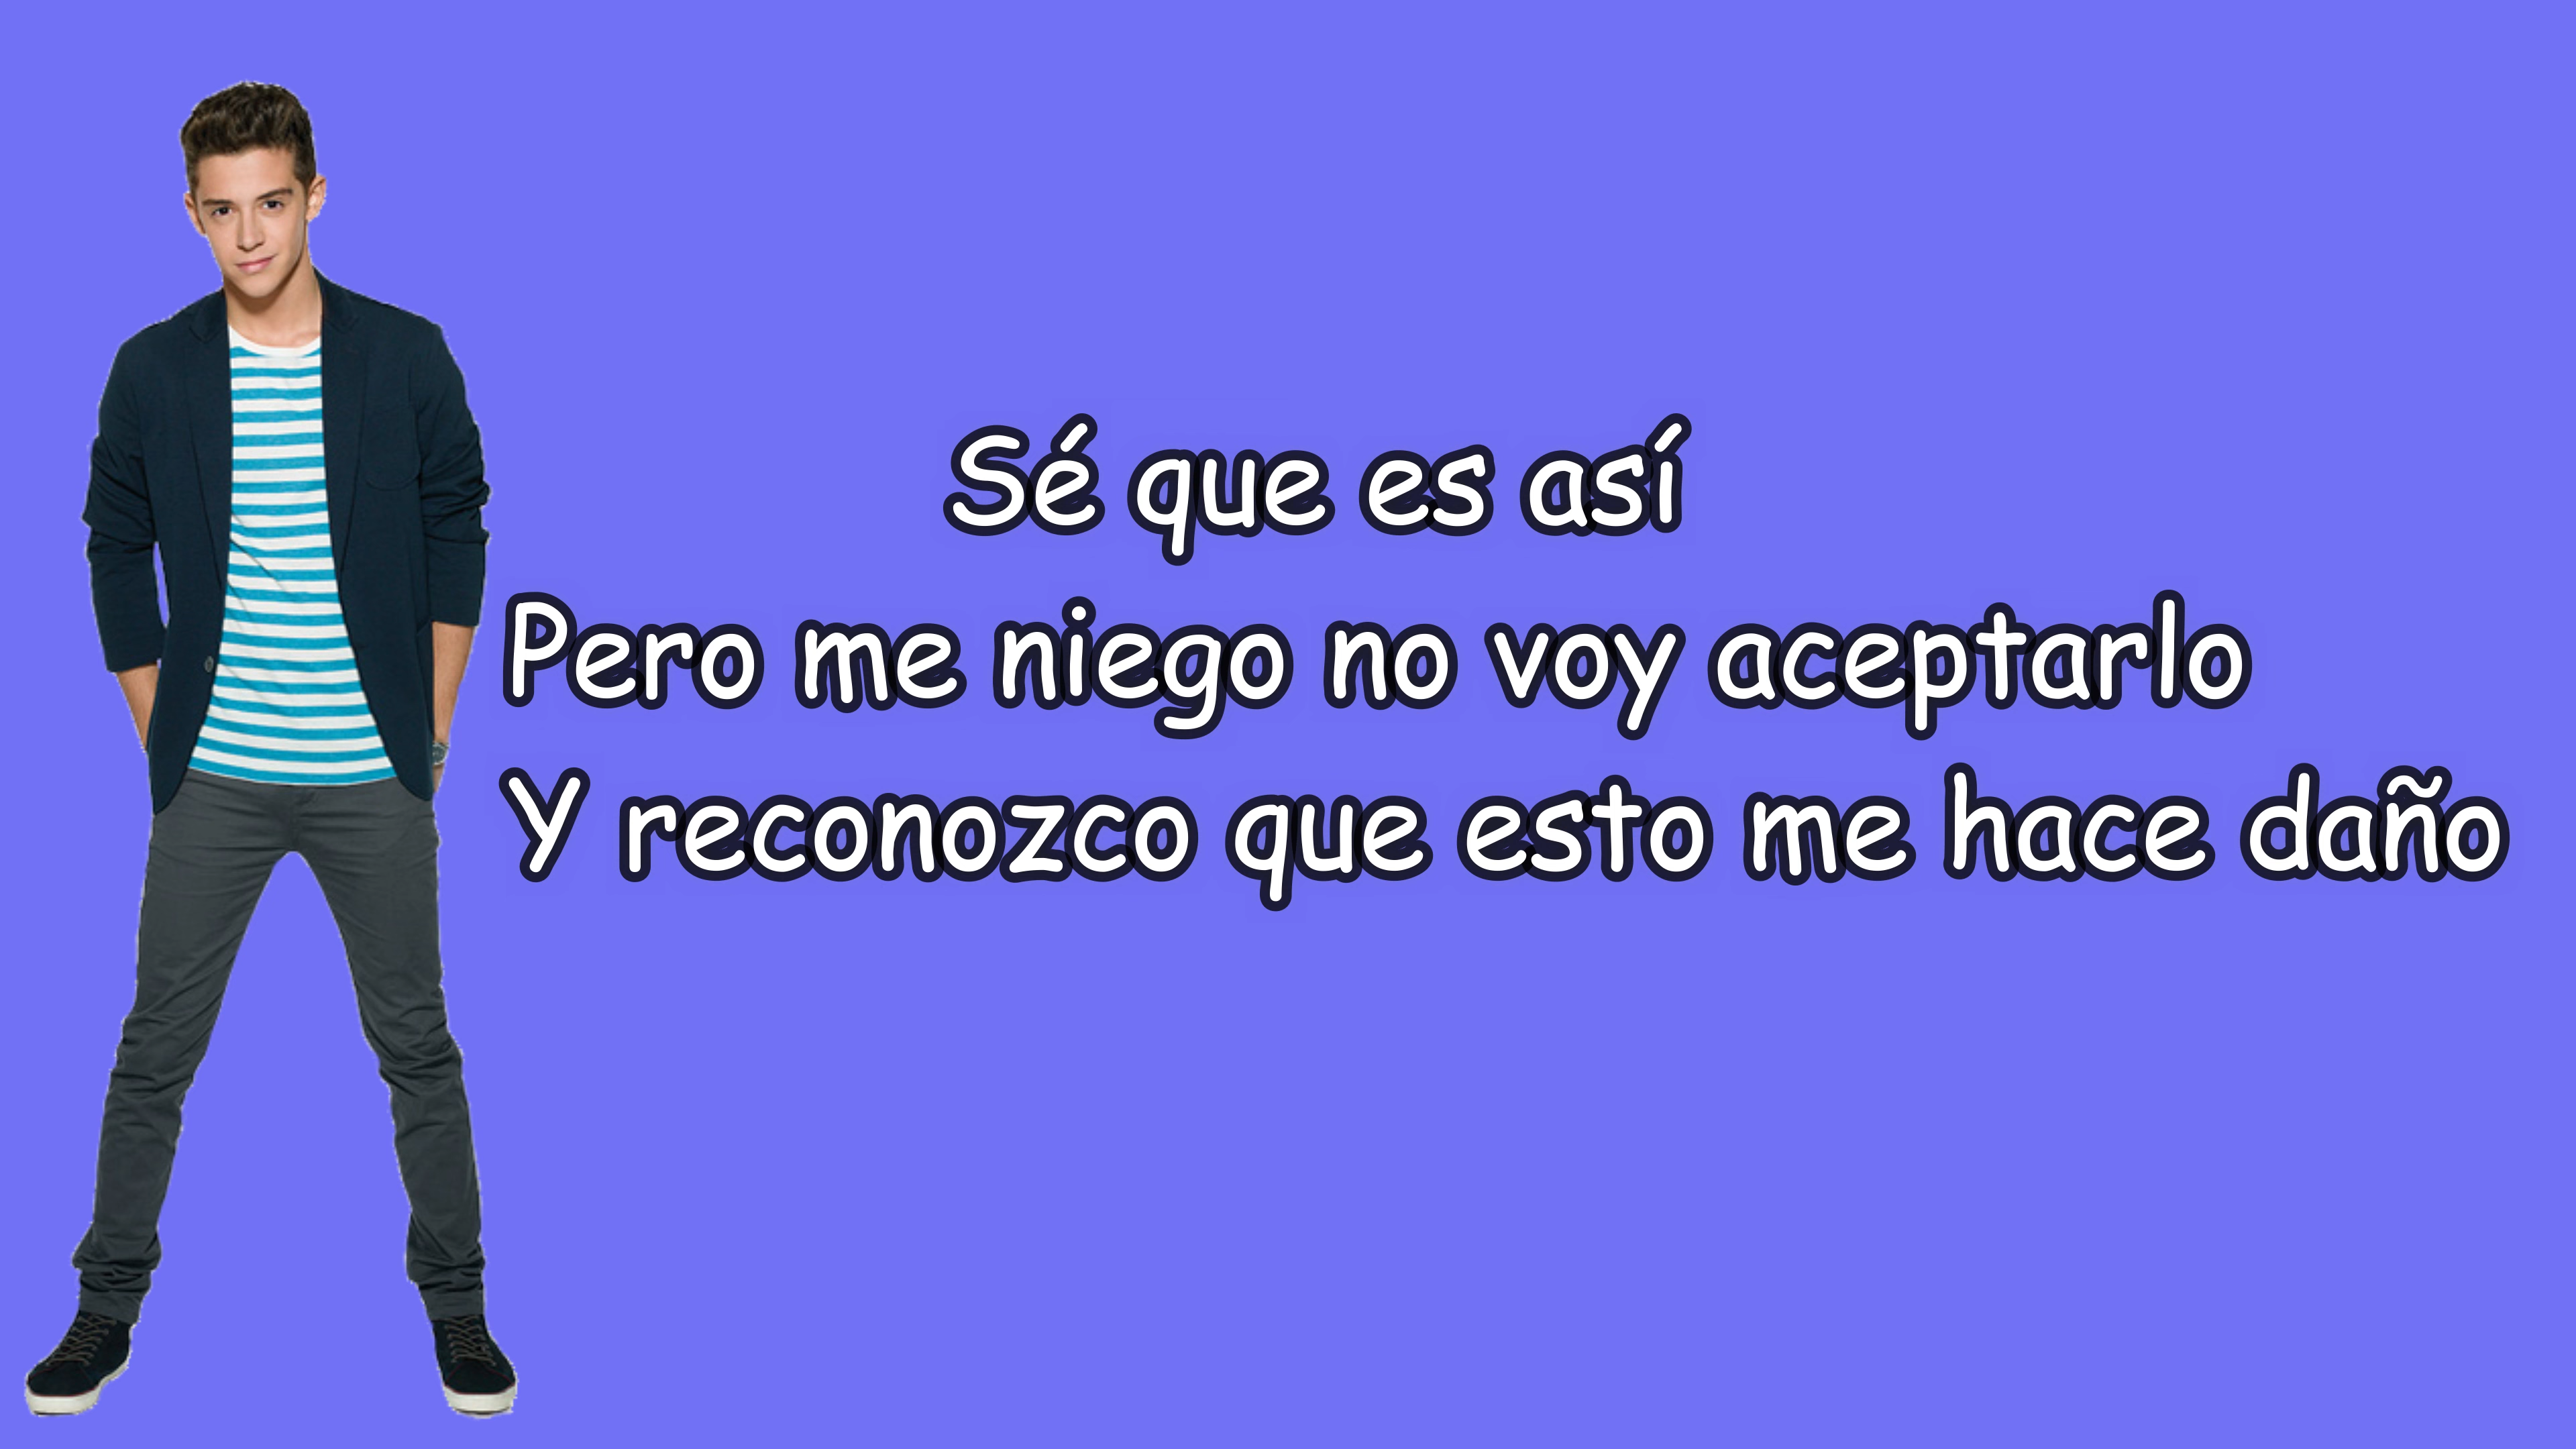 Sé que es así
Pero me niego no voy aceptarlo
Y reconozco que esto me hace daño